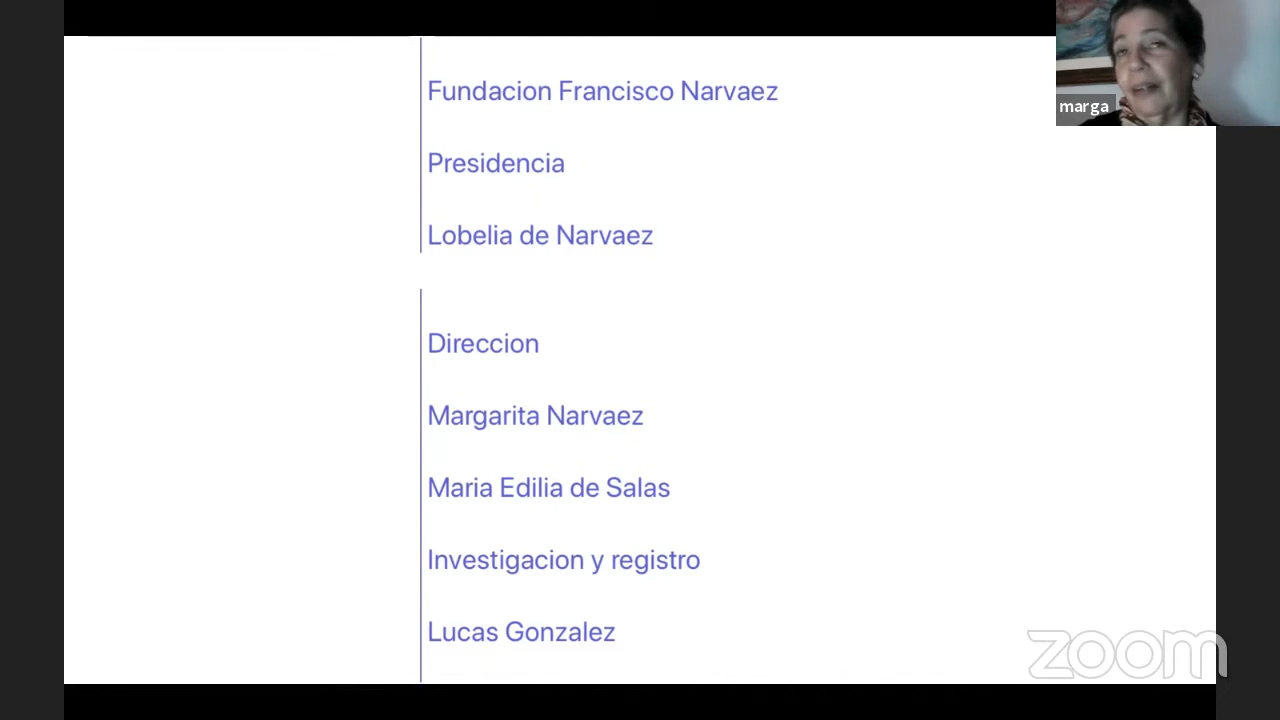 Fundacion Francisco Narvaez
marga
Presidencia
Lobelia de Narvaez
Direccion
Margarita Narvaez
Maria Edilia de Salas
Investigacion y registro
Lucas Gonzalez
zoom